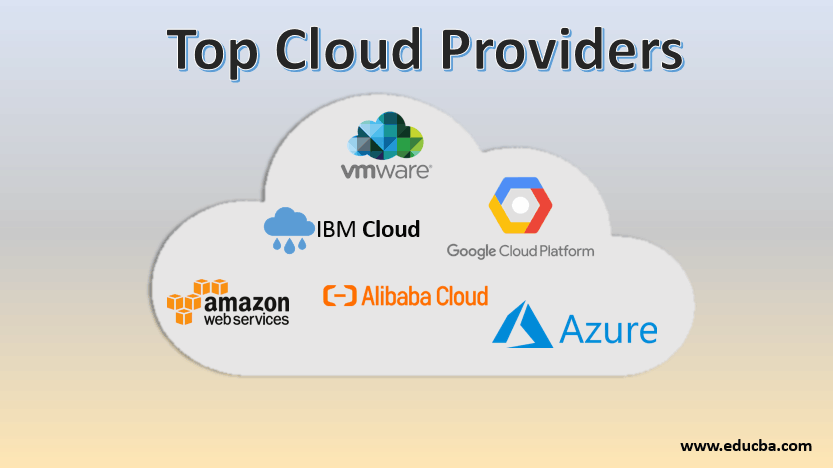 Top Cloud Providers
vmware®
IBM Cloud
Google Cloud Platform
amazon
web services
Alibaba Cloud
Azure
www.educba.com